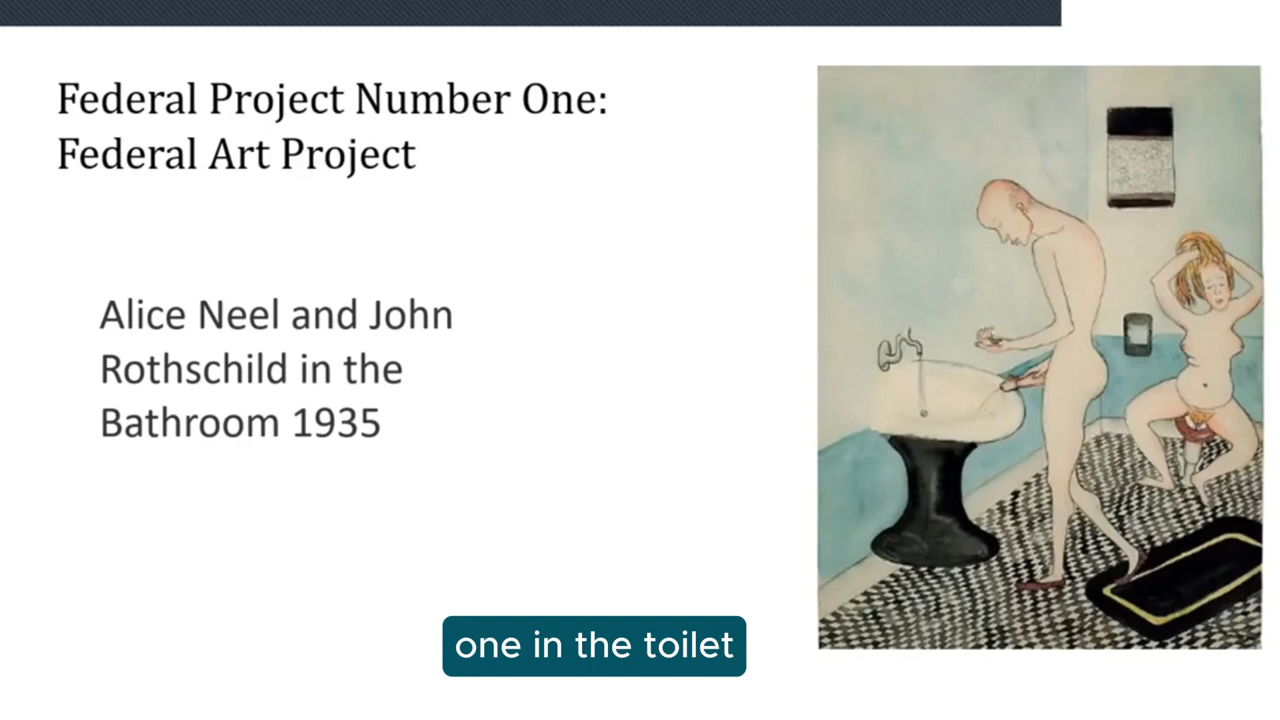 Federal Project Number One:
Federal Art Project
Alice Neel and John
Rothschild in the
Bathroom 1935
one in the toilet